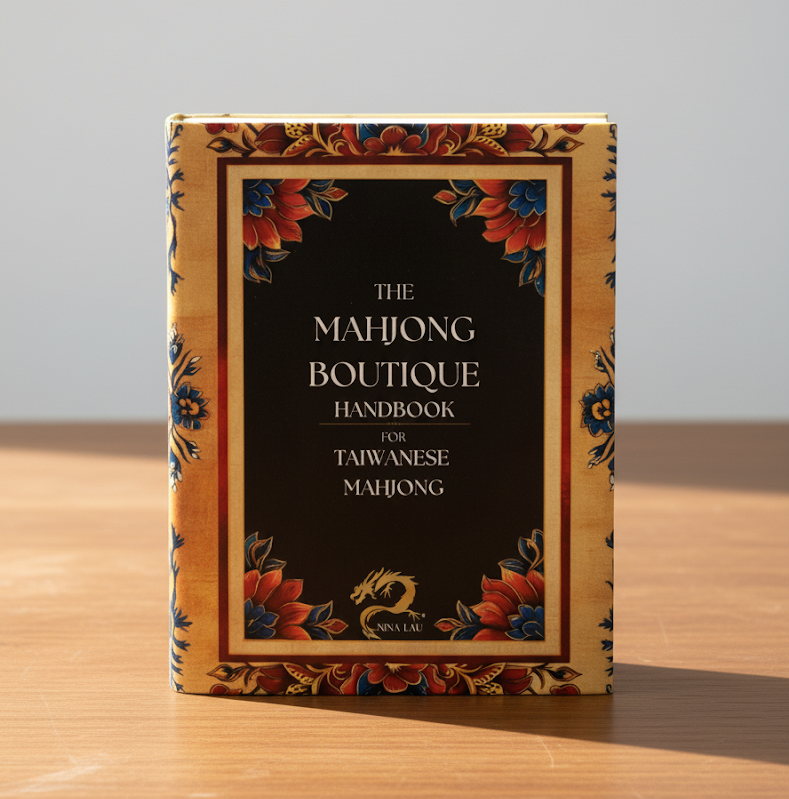 THE
MAHJONG
BOUTIQUE
HANDBOOK
FOR
TAIWANESE
MAHJONG
NINA LAU